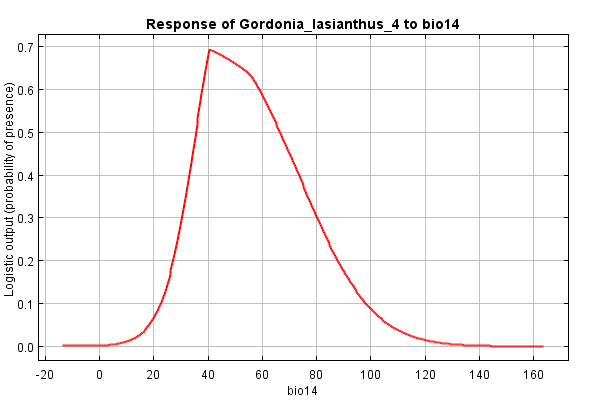 Response of Gordonia_lasianthus_4 to bio14
Logistic output (probability of presence)
0.7
0.6
0.5
0.4
0.3
0.2
0.1
0.0
-20 0 20 40 60 80 100 120 140 160
bio14